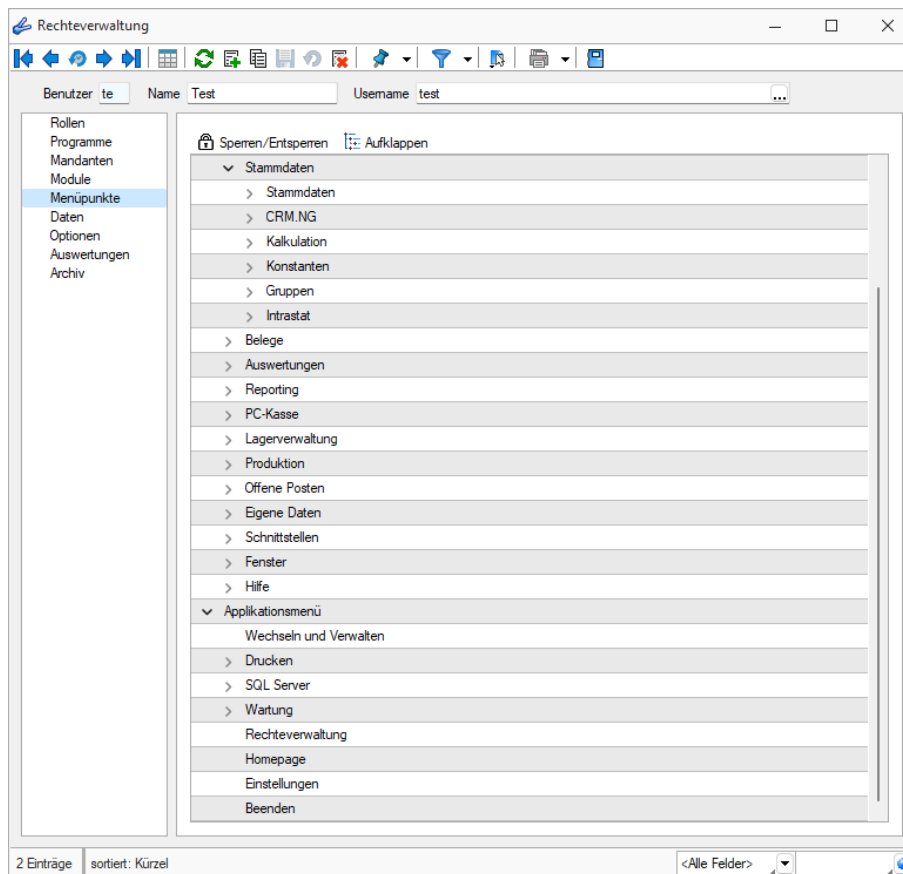 Rechteverwaltung
Benutzer te Name Test Username test ...
Rollen
Programme
Mandanten
Module
Menüpunkte
Daten
Optionen
Auswertungen
Archiv
Sperren/Entsperren Aufklappen
Stammdaten
Stammdaten
CRM.NG
Kalkulation
Konstanten
Gruppen
Intrastat
Belege
Auswertungen
Reporting
PC-Kasse
Lagerverwaltung
Produktion
Offene Posten
Eigene Daten
Schnittstellen
Fenster
Hilfe
Applikationsmenü
Wechseln und Verwalten
Drucken
SQL Server
Wartung
Rechteverwaltung
Homepage
Einstellungen
Beenden
2 Einträge sortiert: Kürzel <Alle Felder>